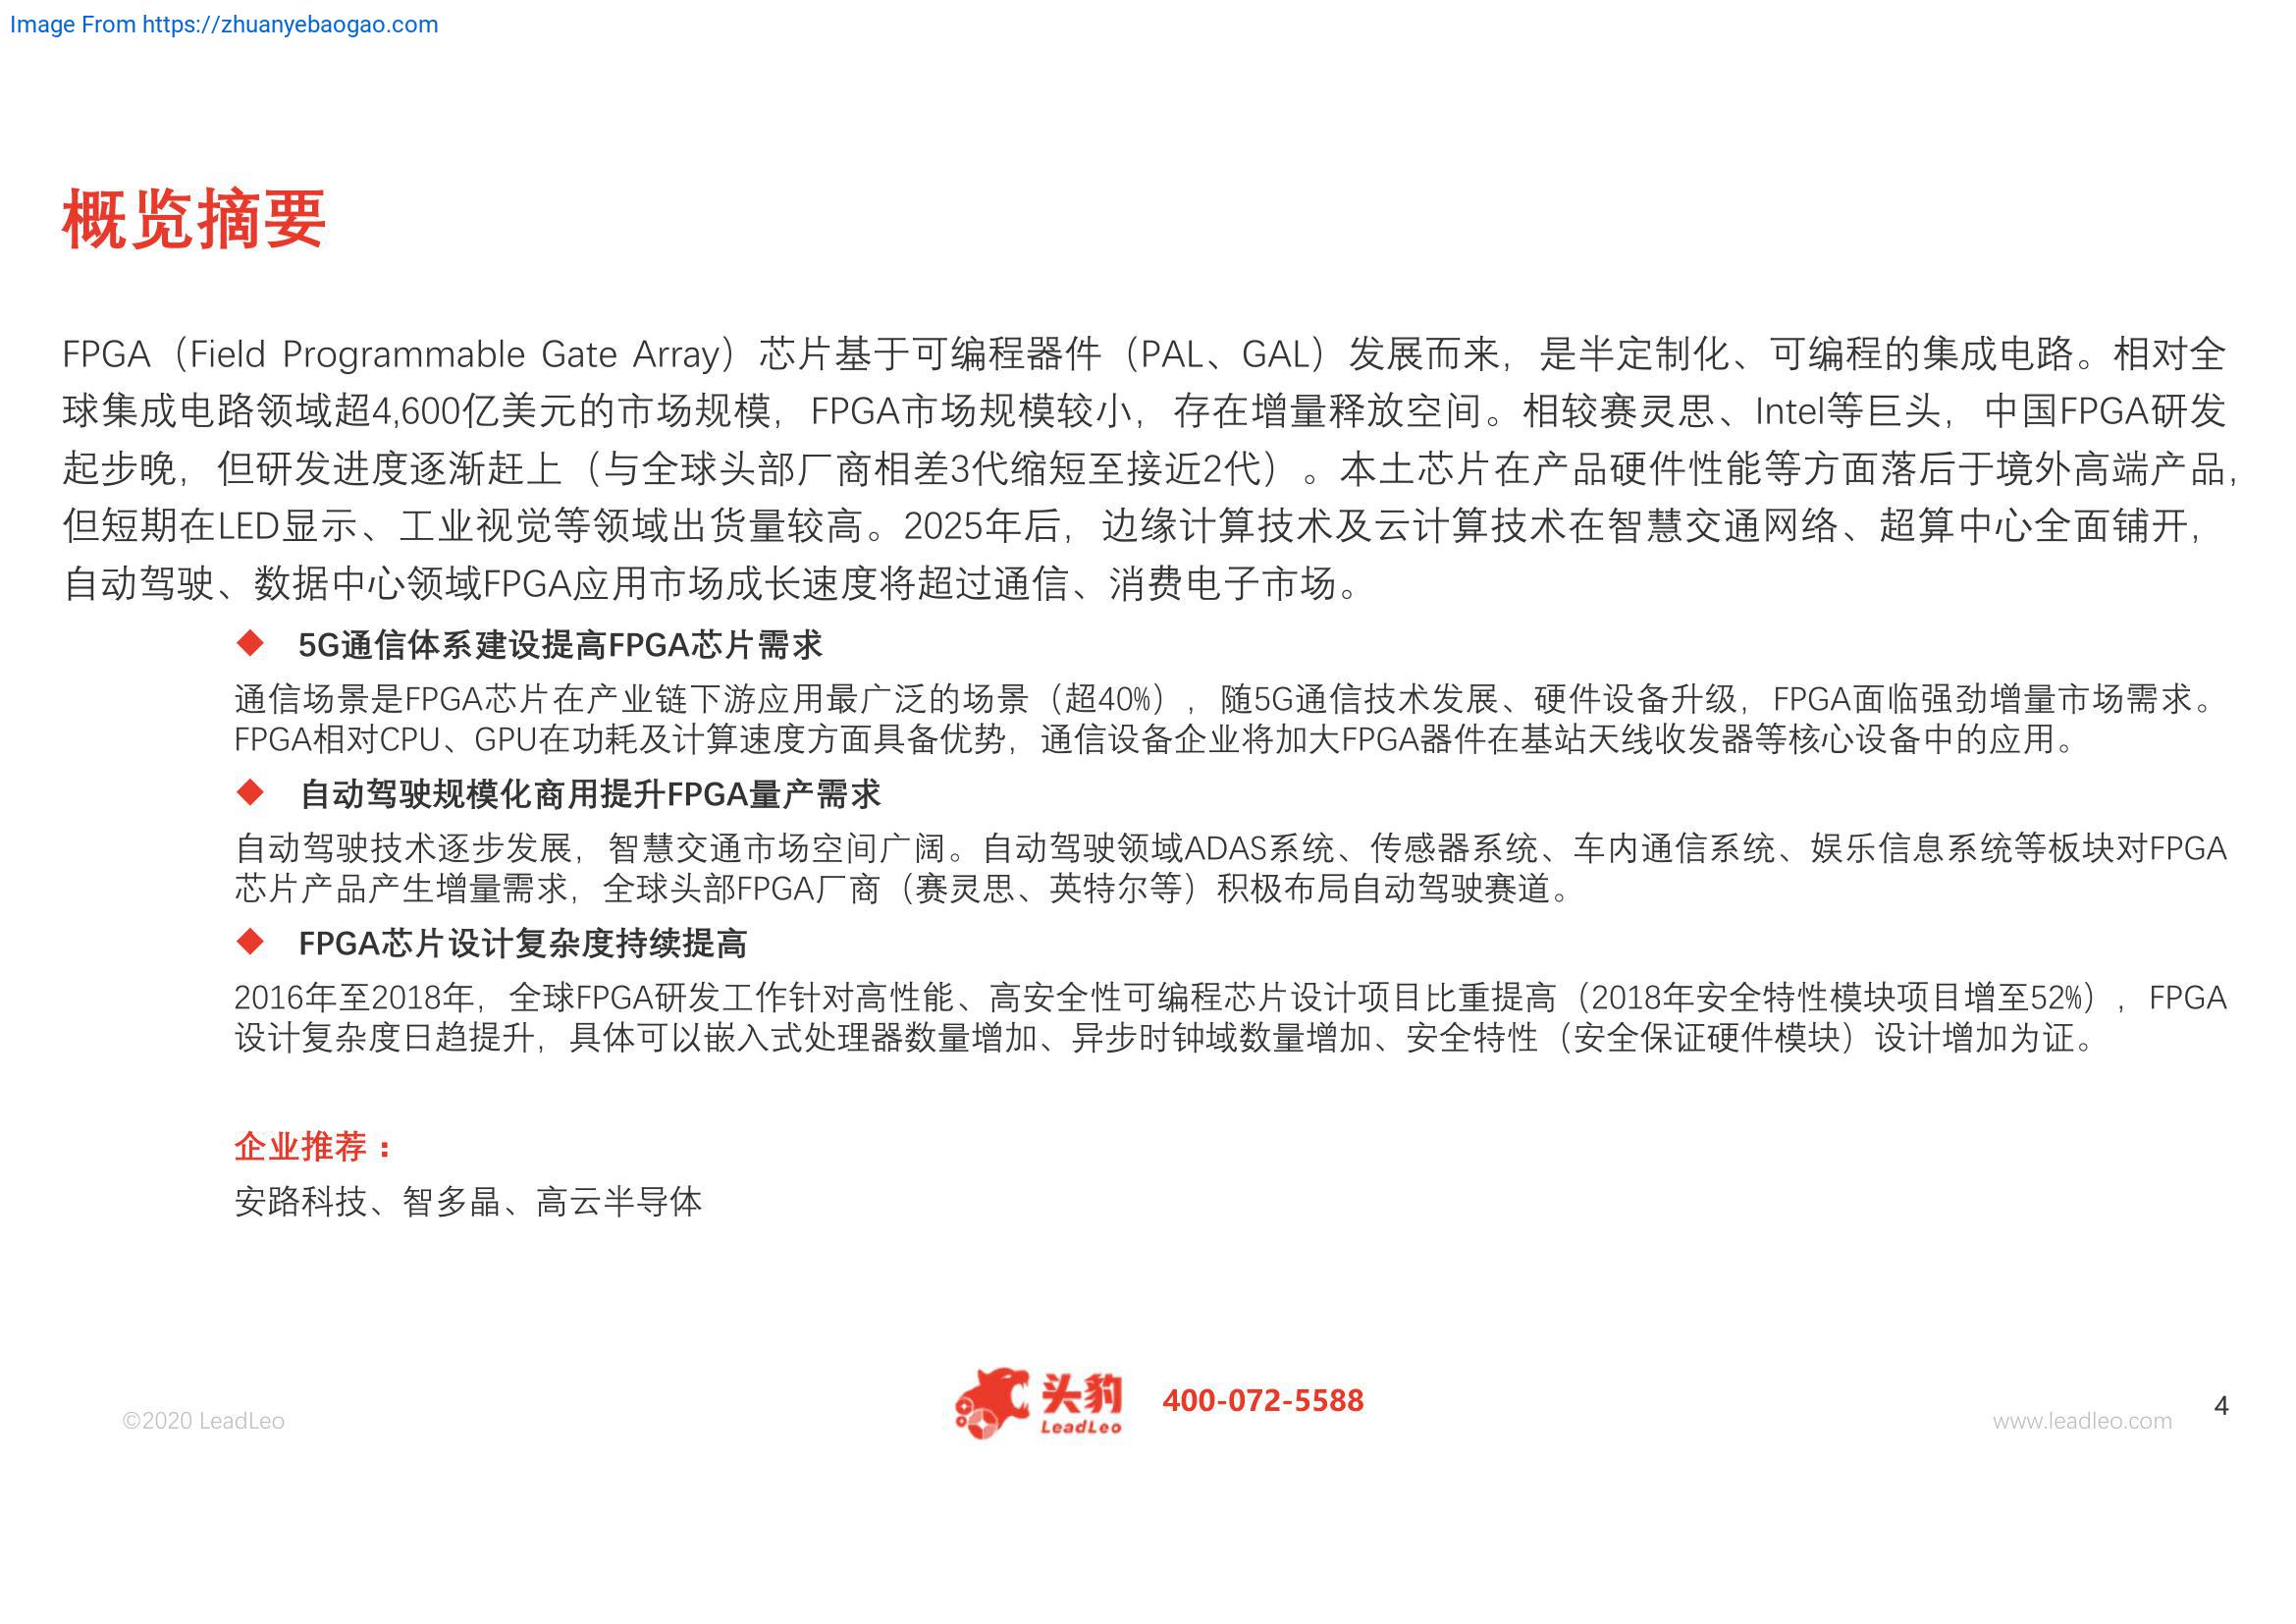 Image From https://zhuanyebaogao.com
概览摘要
FPGA（Field Programmable Gate Array）芯片基于可编程器件（PAL、GAL）发展而来，是半定制化、可编程的集成电路。相对全
球集成电路领域超4,600亿美元的市场规模，FPGA市场规模较小，存在增量释放空间。相较赛灵思、Intel等巨头，中国FPGA研发
起步晚，但研发进度逐渐赶上（与全球头部厂商相差3代缩短至接近2代）。本土芯片在产品硬件性能等方面落后于境外高端产品，
但短期在LED显示、工业视觉等领域出货量较高。2025年后，边缘计算技术及云计算技术在智慧交通网络、超算中心全面铺开，
自动驾驶、数据中心领域FPGA应用市场成长速度将超过通信、消费电子市场。
◆ 5G通信体系建设提高FPGA芯片需求
通信场景是FPGA芯片在产业链下游应用最广泛的场景（超40%），随5G通信技术发展、硬件设备升级，FPGA面临强劲增量市场需求。
FPGA相对CPU、GPU在功耗及计算速度方面具备优势，通信设备企业将加大FPGA器件在基站天线收发器等核心设备中的应用。
◆ 自动驾驶规模化商用提升FPGA量产需求
自动驾驶技术逐步发展，智慧交通市场空间广阔。自动驾驶领域ADAS系统、传感器系统、车内通信系统、娱乐信息系统等板块对FPGA
芯片产品产生增量需求，全球头部FPGA厂商（赛灵思、英特尔等）积极布局自动驾驶赛道。
◆ FPGA芯片设计复杂度持续提高
2016年至2018年，全球FPGA研发工作针对高性能、高安全性可编程芯片设计项目比重提高（2018年安全特性模块项目增至52%），FPGA
设计复杂度日趋提升，具体可以嵌入式处理器数量增加、异步时钟域数量增加、安全特性（安全保证硬件模块）设计增加为证。
企业推荐：
安路科技、智多晶、高云半导体
©2020 LeadLeo
头豹
LeadLeo
400-072-5588
www.leadleo.com
4